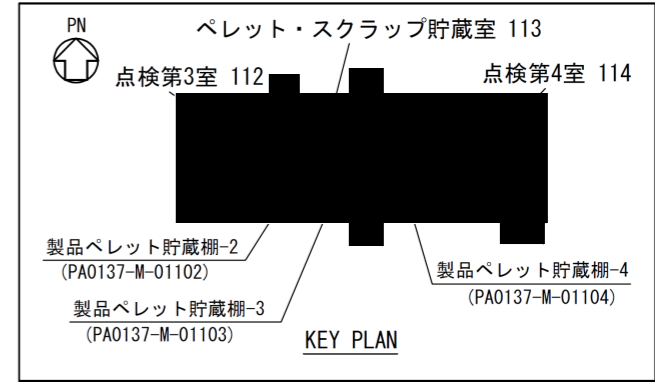 PN
ペレット・スクラップ貯蔵室 113
点検第3室 112
点検第4室 114
製品ペレット貯蔵棚-2
(PA0137-M-01102)
製品ペレット貯蔵棚-4
(PA0137-M-01104)
製品ペレット貯蔵棚-3
(PA0137-M-01103)
KEY PLAN